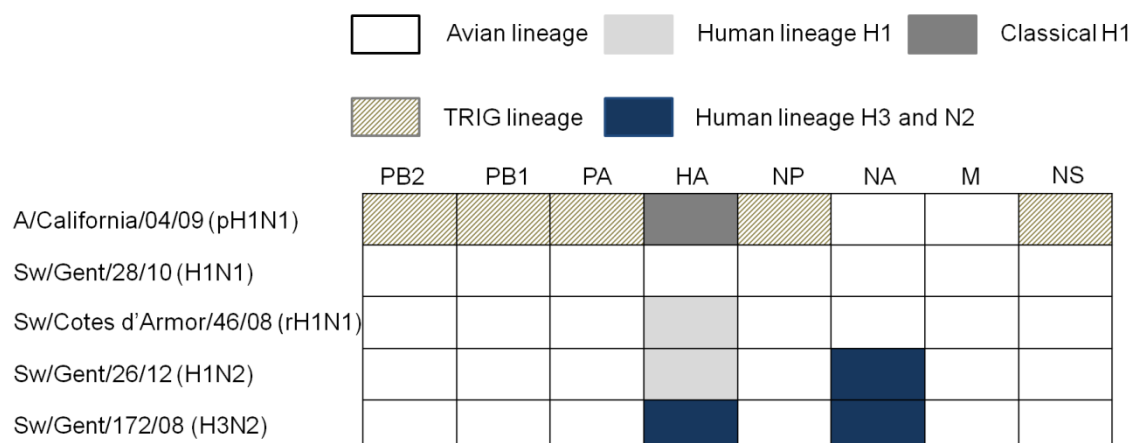 Avian lineage Human lineage H1 Classical H1
TRIG lineage Human lineage H3 and N2
PB2 PB1 PA HA NP NA M NS
A/California/04/09 (pH1N1)
Sw/Gent/28/10 (H1N1)
Sw/Cotes d’Armor/46/08 (rH1N1)
Sw/Gent/26/12 (H1N2)
Sw/Gent/172/08 (H3N2)